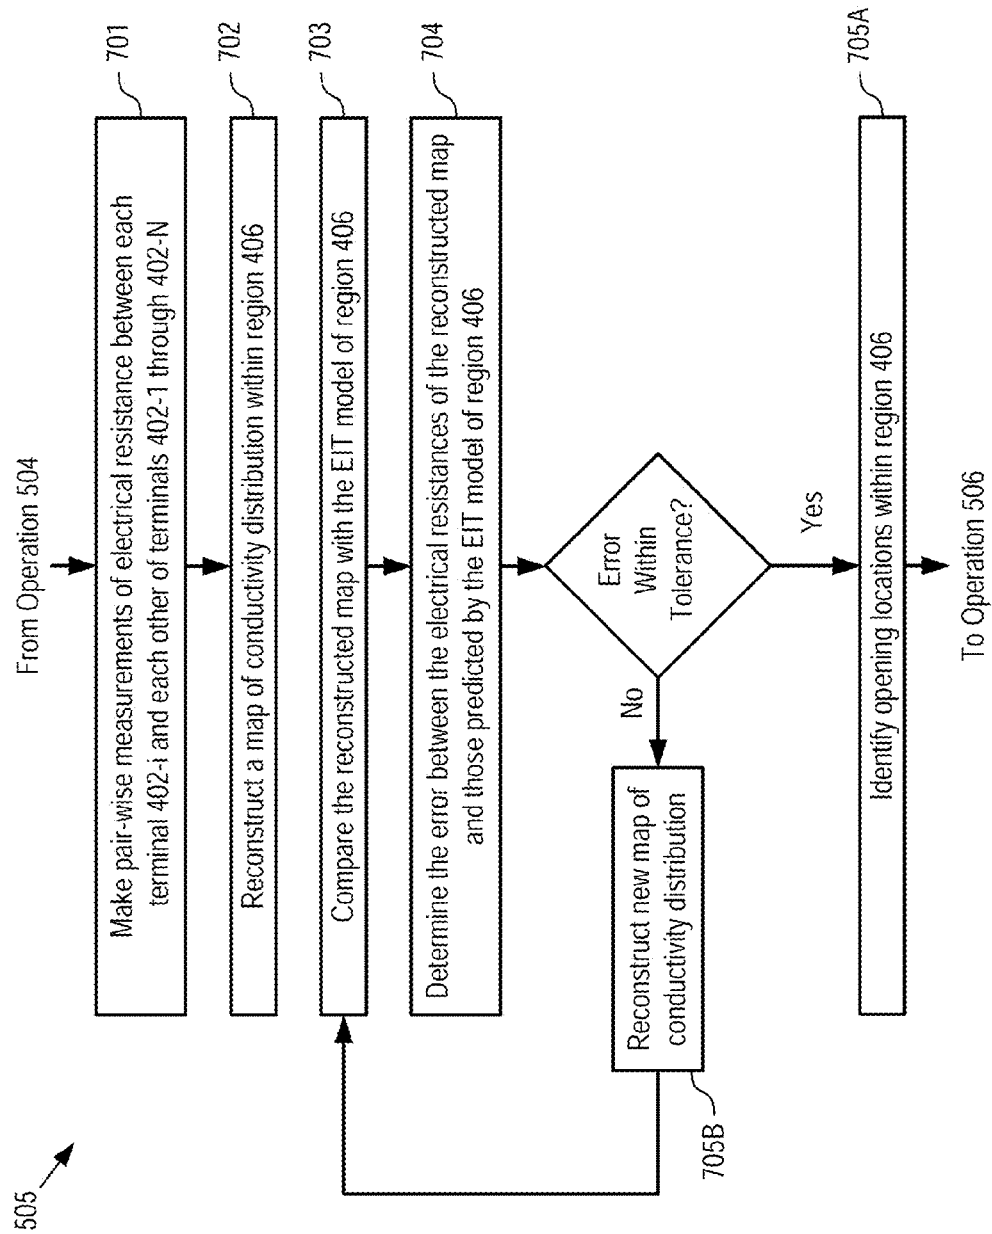 505
From Operation 504
701
Make pair-wise measurements of electrical resistance between each
terminal 402-i and each other of terminals 402-1 through 402-N
702
Reconstruct a map of conductivity distribution within region 406
703
Compare the reconstructed map with the EIT model of region 406
704
Determine the error between the electrical resistances of the reconstructed map
and those predicted by the EIT model of region 406
Error
Within
Tolerance?
No
Yes
Reconstruct new map of
conductivity distribution
705B
705A
Identify opening locations within region 406
To Operation 506